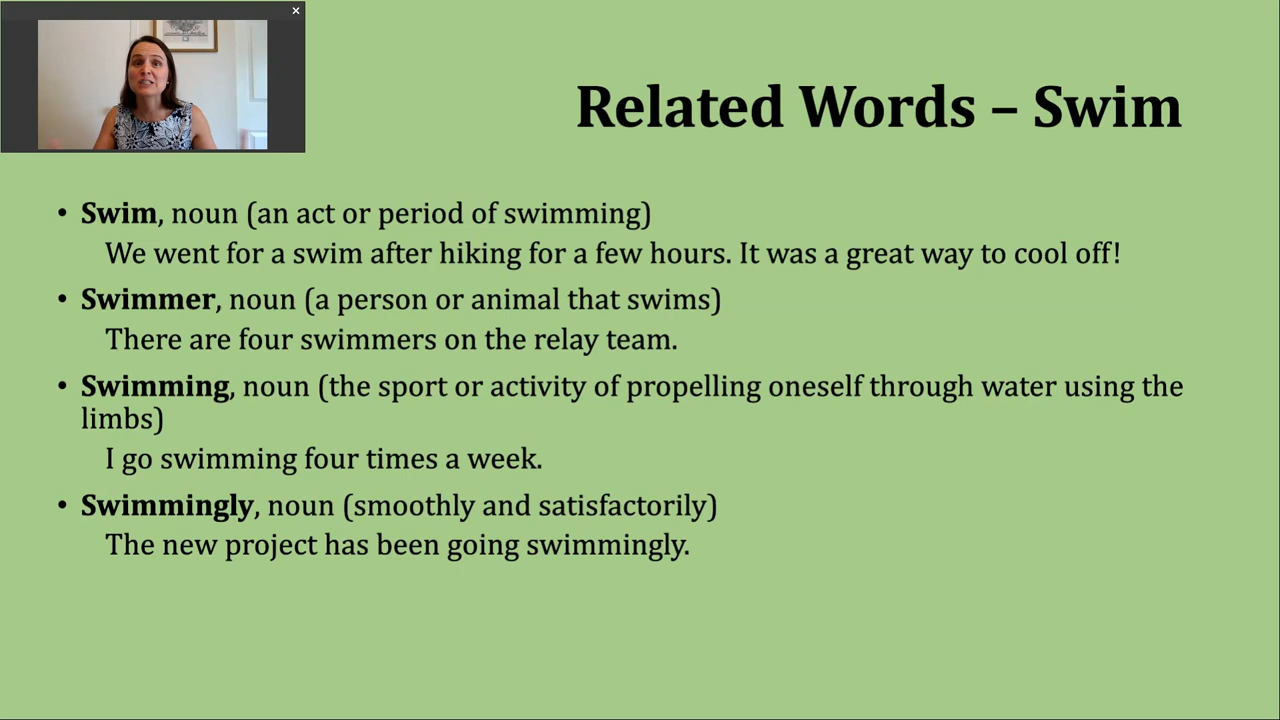 Related Words – Swim
• Swim, noun (an act or period of swimming)
We went for a swim after hiking for a few hours. It was a great way to cool off!
• Swimmer, noun (a person or animal that swims)
There are four swimmers on the relay team.
• Swimming, noun (the sport or activity of propelling oneself through water using the
limbs)
I go swimming four times a week.
• Swimmingly, noun (smoothly and satisfactorily)
The new project has been going swimmingly.